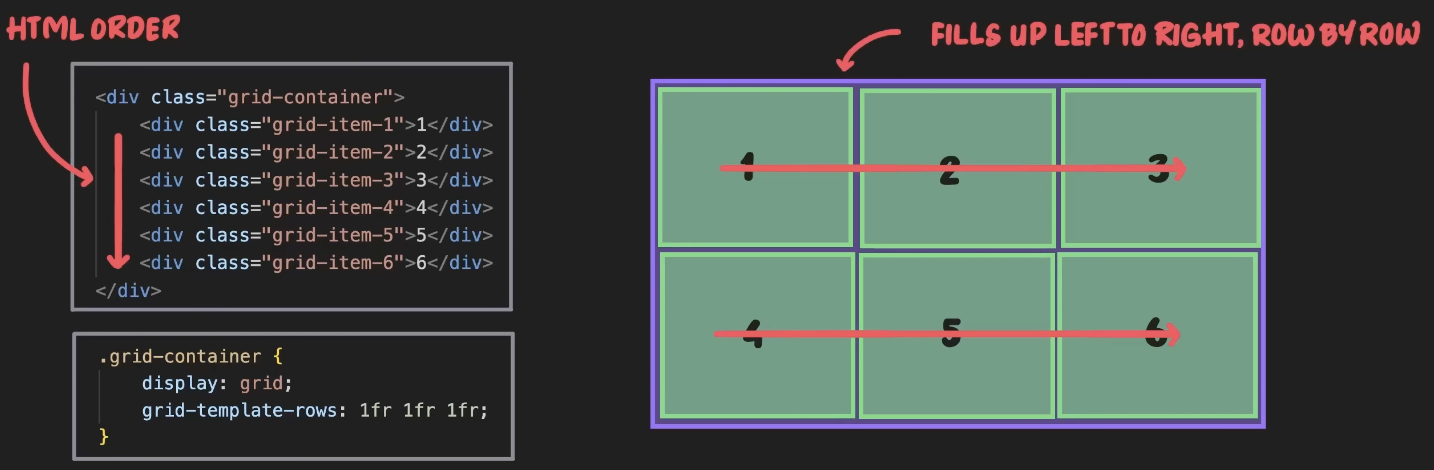 HTML ORDER
<div class="grid-container">
<div class="grid-item-1">1</div>
<div class="grid-item-2">2</div>
<div class="grid-item-3">3</div>
<div class="grid-item-4">4</div>
<div class="grid-item-5">5</div>
<div class="grid-item-6">6</div>
</div>
.grid-container {
display: grid;
grid-template-rows: 1fr 1fr 1fr;
}
FILLS UP LEFT TO RIGHT, ROW BY ROW
1 2 3
4 5 6